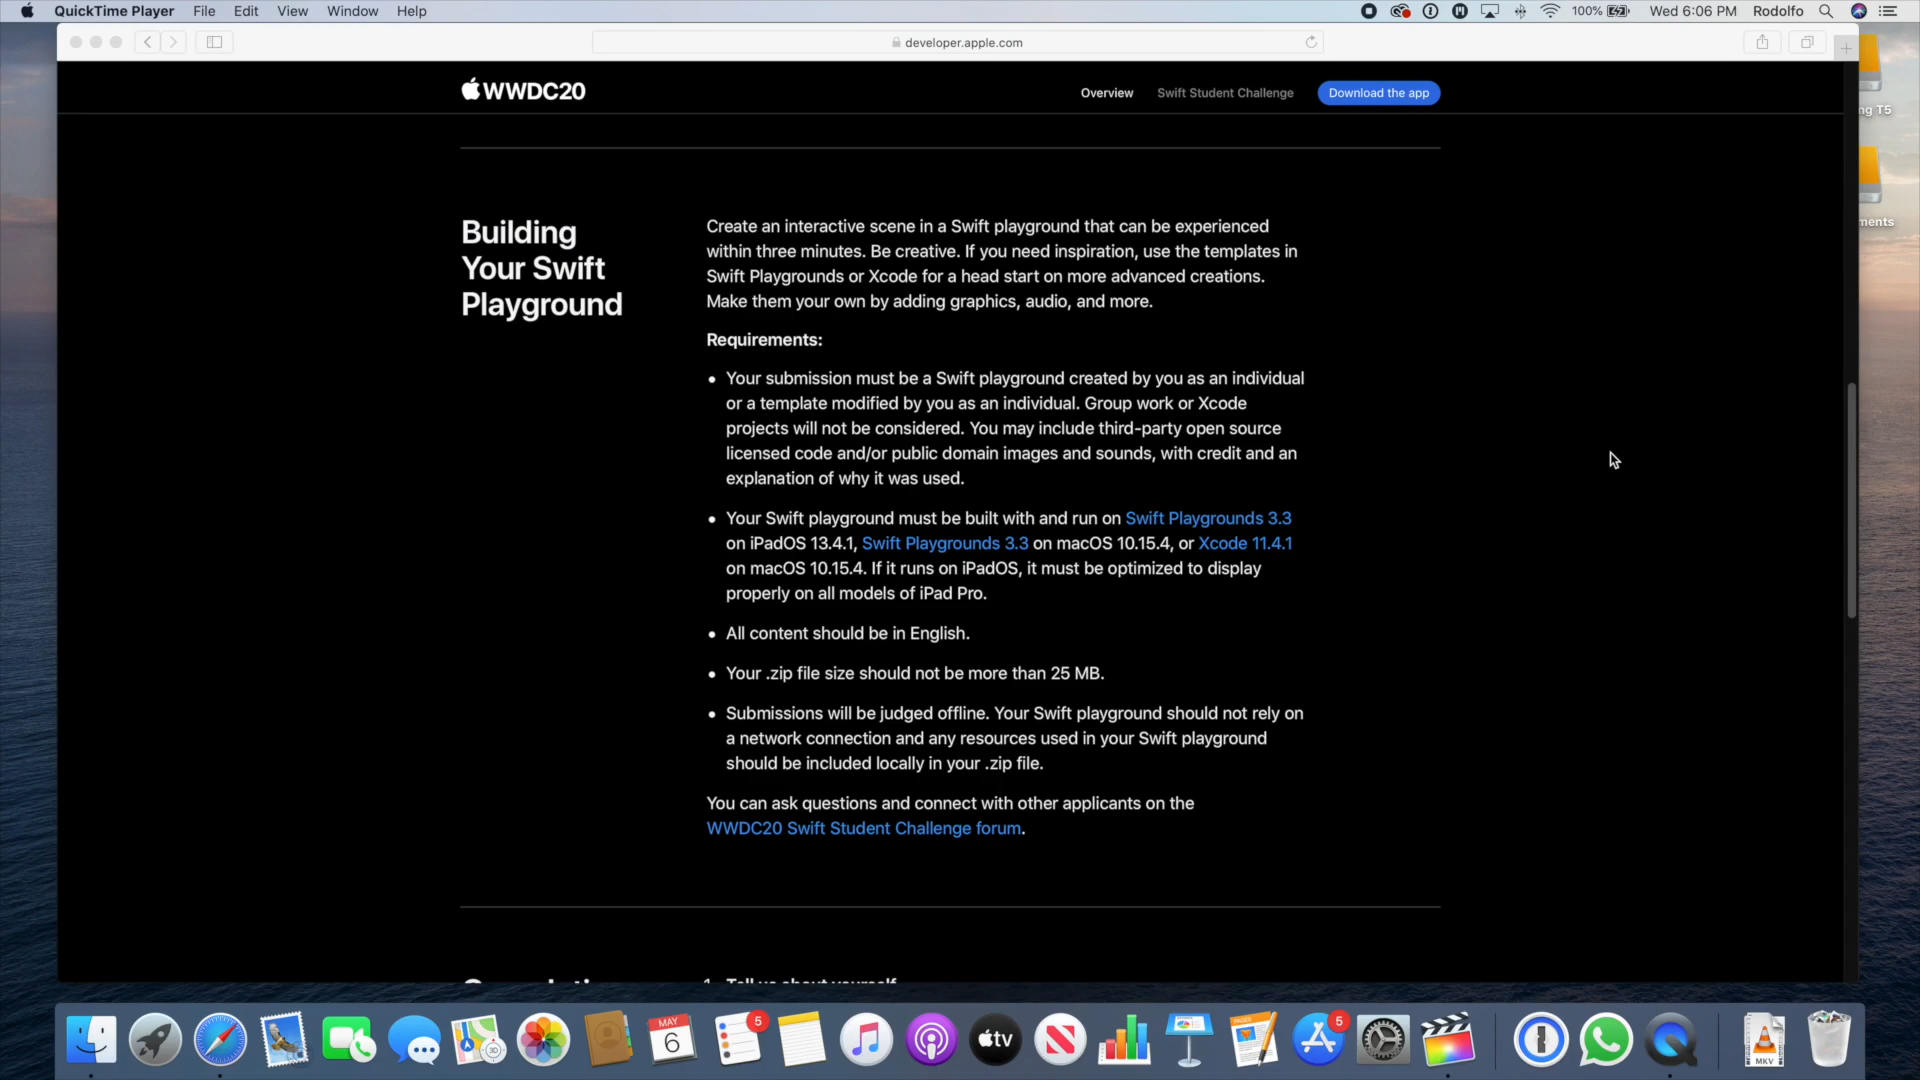 QuickTime Player File Edit View Window Help
100% Wed 6:06 PM Rodolfo
developer.apple.com
WWDC20
Overview Swift Student Challenge Download the app
ng T5
ments
Building
Your Swift
Playground
Create an interactive scene in a Swift playground that can be experienced
within three minutes. Be creative. If you need inspiration, use the templates in
Swift Playgrounds or Xcode for a head start on more advanced creations.
Make them your own by adding graphics, audio, and more.
Requirements:
• Your submission must be a Swift playground created by you as an individual
or a template modified by you as an individual. Group work or Xcode
projects will not be considered. You may include third-party open source
licensed code and/or public domain images and sounds, with credit and an
explanation of why it was used.
• Your Swift playground must be built with and run on Swift Playgrounds 3.3
on iPadOS 13.4.1, Swift Playgrounds 3.3 on macOS 10.15.4, or Xcode 11.4.1
on macOS 10.15.4. If it runs on iPadOS, it must be optimized to display
properly on all models of iPad Pro.
• All content should be in English.
• Your .zip file size should not be more than 25 MB.
• Submissions will be judged offline. Your Swift playground should not rely on
a network connection and any resources used in your Swift playground
should be included locally in your .zip file.
You can ask questions and connect with other applicants on the
WWDC20 Swift Student Challenge forum.
1. Tell us about yourself
MAY
6
5
tv
5
PAGES
MKV